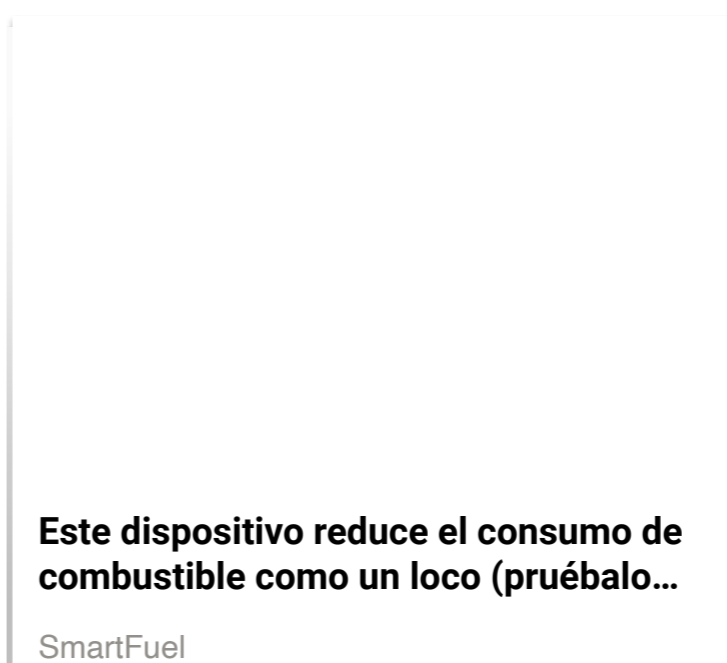 Este dispositivo reduce el consumo de
combustible como un loco (pruébalo...
SmartFuel